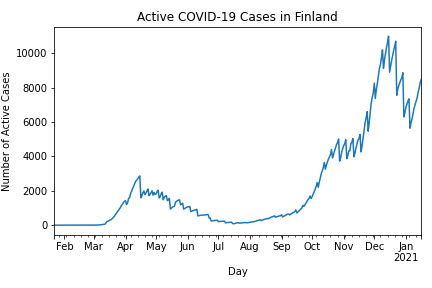 Active COVID-19 Cases in Finland
Number of Active Cases
10000
8000
6000
4000
2000
0
Feb Mar Apr May Jun Jul Aug Sep Oct Nov Dec Jan
2021
Day